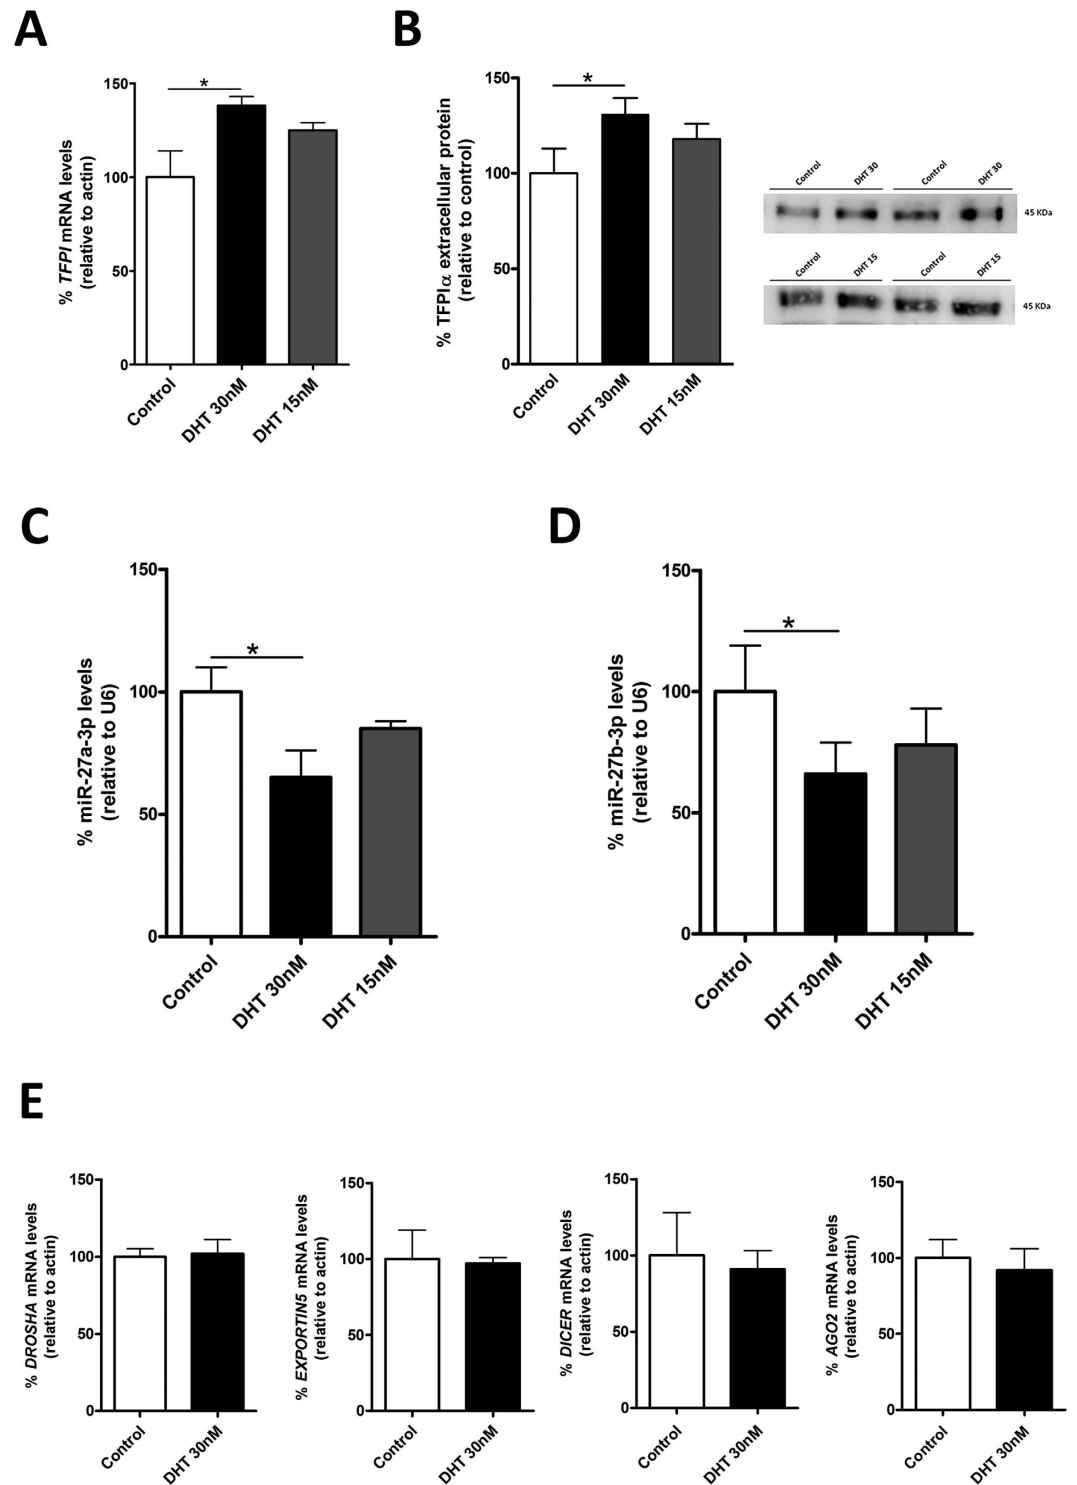 A
B
150
100
50
0
% TFPI mRNA levels
(relative to actin)
*
Control
DHT 30nM
DHT 15nM
150
100
50
0
% TFPIα extracellular protein
(relative to control)
*
Control
DHT 30nM
DHT 15nM
Control
DHT 30
Control
DHT 30
45 KDa
Control
DHT 15
Control
DHT 15
45 KDa
C
D
150
100
50
0
% miR-27a-3p levels
(relative to U6)
*
Control
DHT 30nM
DHT 15nM
150
100
50
0
% miR-27b-3p levels
(relative to U6)
*
Control
DHT 30nM
DHT 15nM
E
150
100
50
0
% DROSHA mRNA levels
(relative to actin)
Control
DHT 30nM
150
100
50
0
% EXPORTIN5 mRNA levels
(relative to actin)
Control
DHT 30nM
150
100
50
0
% DICER mRNA levels
(relative to actin)
Control
DHT 30nM
150
100
50
0
% AGO2 mRNA levels
(relative to actin)
Control
DHT 30nM